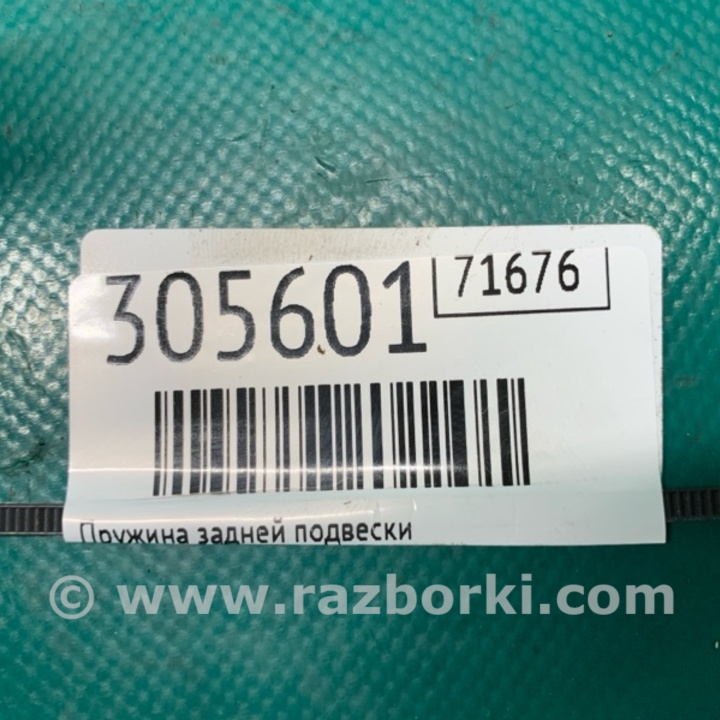 305601 71676
Пружина задней подвески
© www.razborki.com